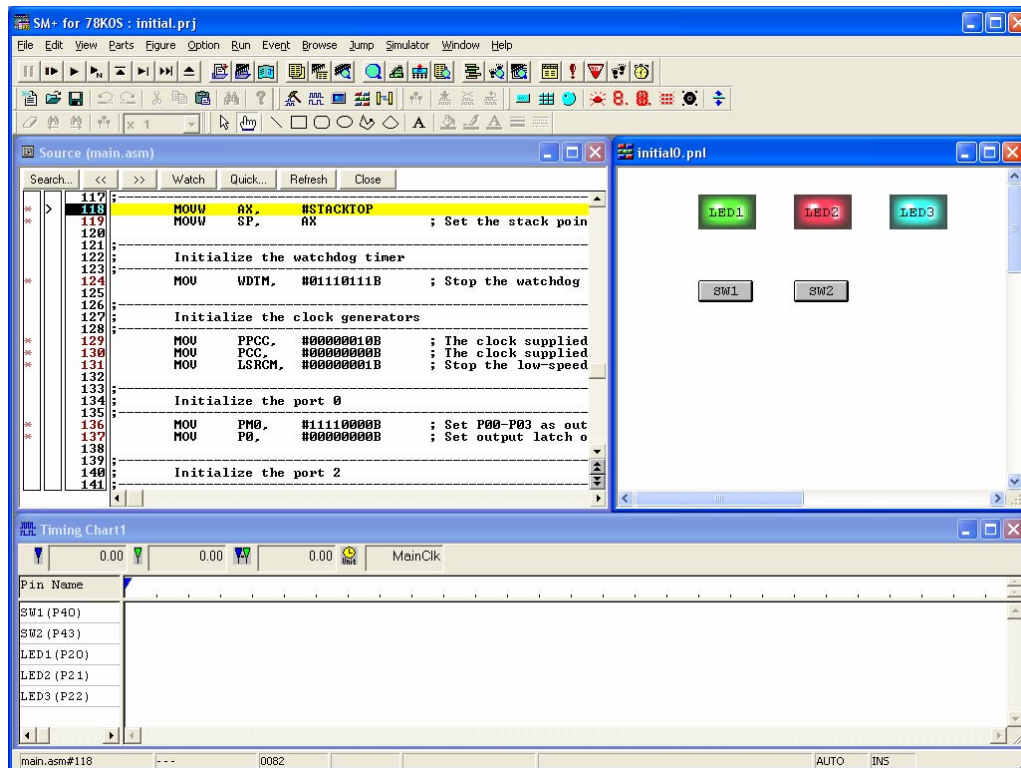 SM+ for 78K0S : initial.prj
File Edit View Parts Figure Option Run Event Browse Jump Simulator Window Help
x 1
Source (main.asm)
Search... << >> Watch Quick... Refresh Close
117 ;------------------------------------------------
118 MOVW AX, #STACKTOP
119 MOVW SP, AX ; Set the stack poin
120
121 ;------------------------------------------------
122 ; Initialize the watchdog timer
123 ;------------------------------------------------
124 MOV WDTM, #01110111B ; Stop the watchdog
125
126 ;------------------------------------------------
127 ; Initialize the clock generators
128 ;------------------------------------------------
129 MOV PPCC, #00000010B ; The clock supplied
130 MOV PCC, #00000000B ; The clock supplied
131 MOV LSRCM, #00000001B ; Stop the low-speed
132
133 ;------------------------------------------------
134 ; Initialize the port 0
135 ;------------------------------------------------
136 MOV PM0, #11110000B ; Set P00-P03 as out
137 MOV P0, #00000000B ; Set output latch o
138
139 ;------------------------------------------------
140 ; Initialize the port 2
141 ;------------------------------------------------
initial0.pnl
LED1 LED2 LED3
SW1 SW2
Timing Chart1
0.00 0.00 0.00 Unit MainClk
Pin Name
SW1(P40)
SW2(P43)
LED1(P20)
LED2(P21)
LED3(P22)
main.asm#118 --- 0082 AUTO INS